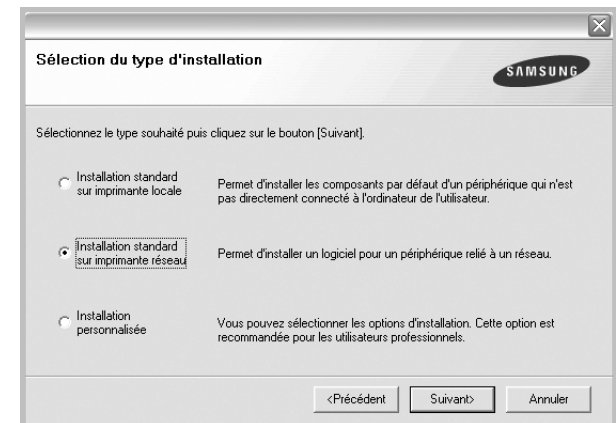 Sélection du type d'installation
SAMSUNG
Sélectionnez le type souhaité puis cliquez sur le bouton [Suivant].
Installation standard
sur imprimante locale
Permet d'installer les composants par défaut d'un périphérique qui n'est
pas directement connecté à l'ordinateur de l'utilisateur.
Installation standard
sur imprimante réseau
Permet d'installer un logiciel pour un périphérique relié à un réseau.
Installation
personnalisée
Vous pouvez sélectionner les options d'installation. Cette option est
recommandée pour les utilisateurs professionnels.
<Précédent Suivant> Annuler